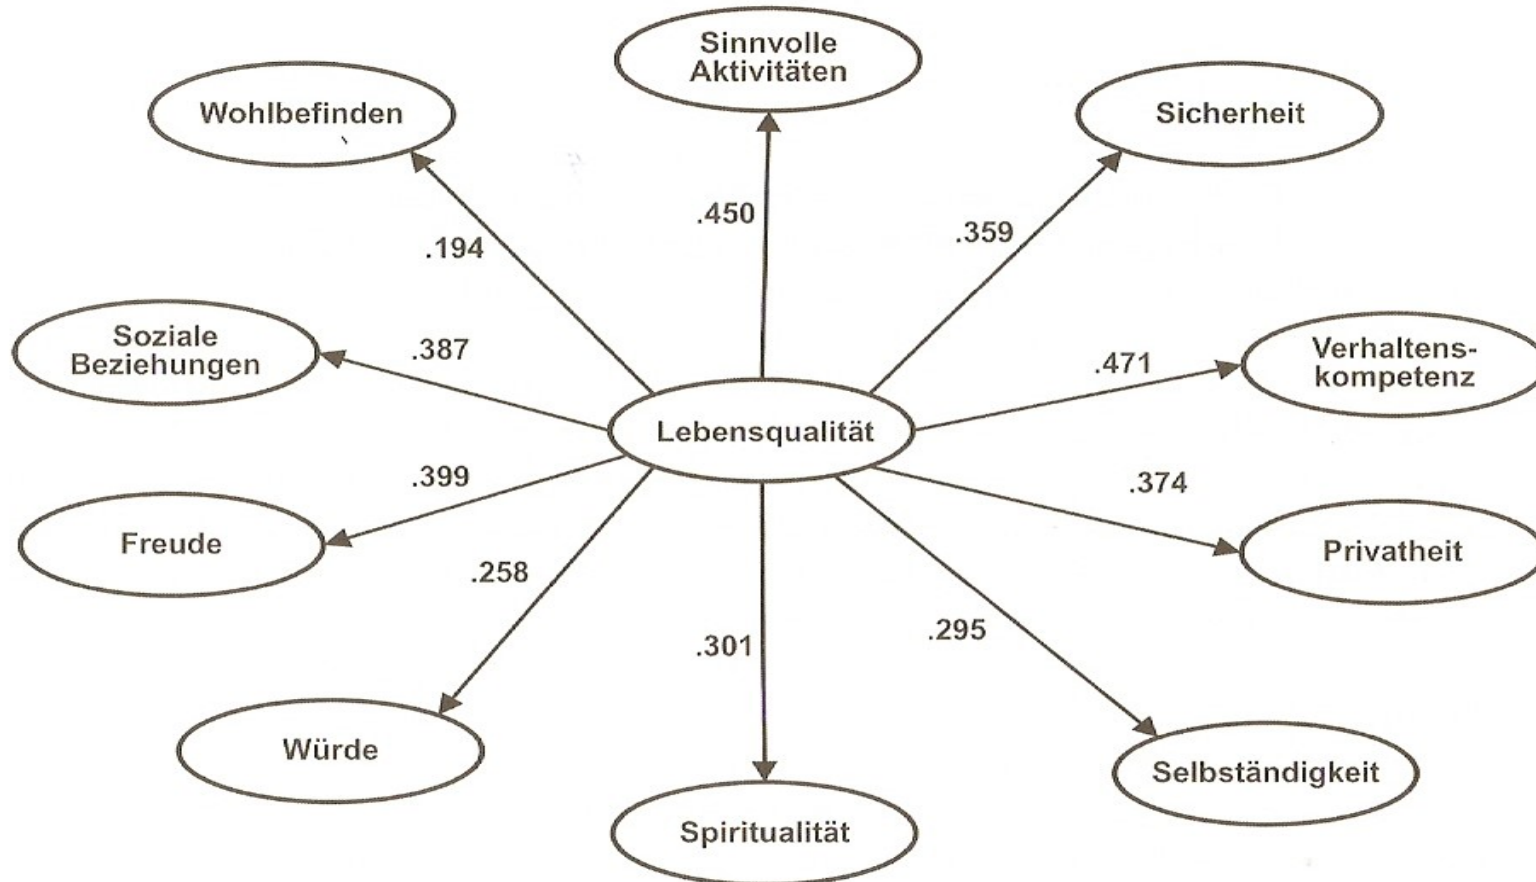 Sinnvolle
Aktivitäten
Wohlbefinden
Sicherheit
.450
.359
.194
Soziale
Beziehungen
.387
Verhaltens-
kompetenz
.471
Lebensqualität
.399
.374
Freude
Privatheit
.258
.301
.295
Würde
Selbständigkeit
Spiritualität